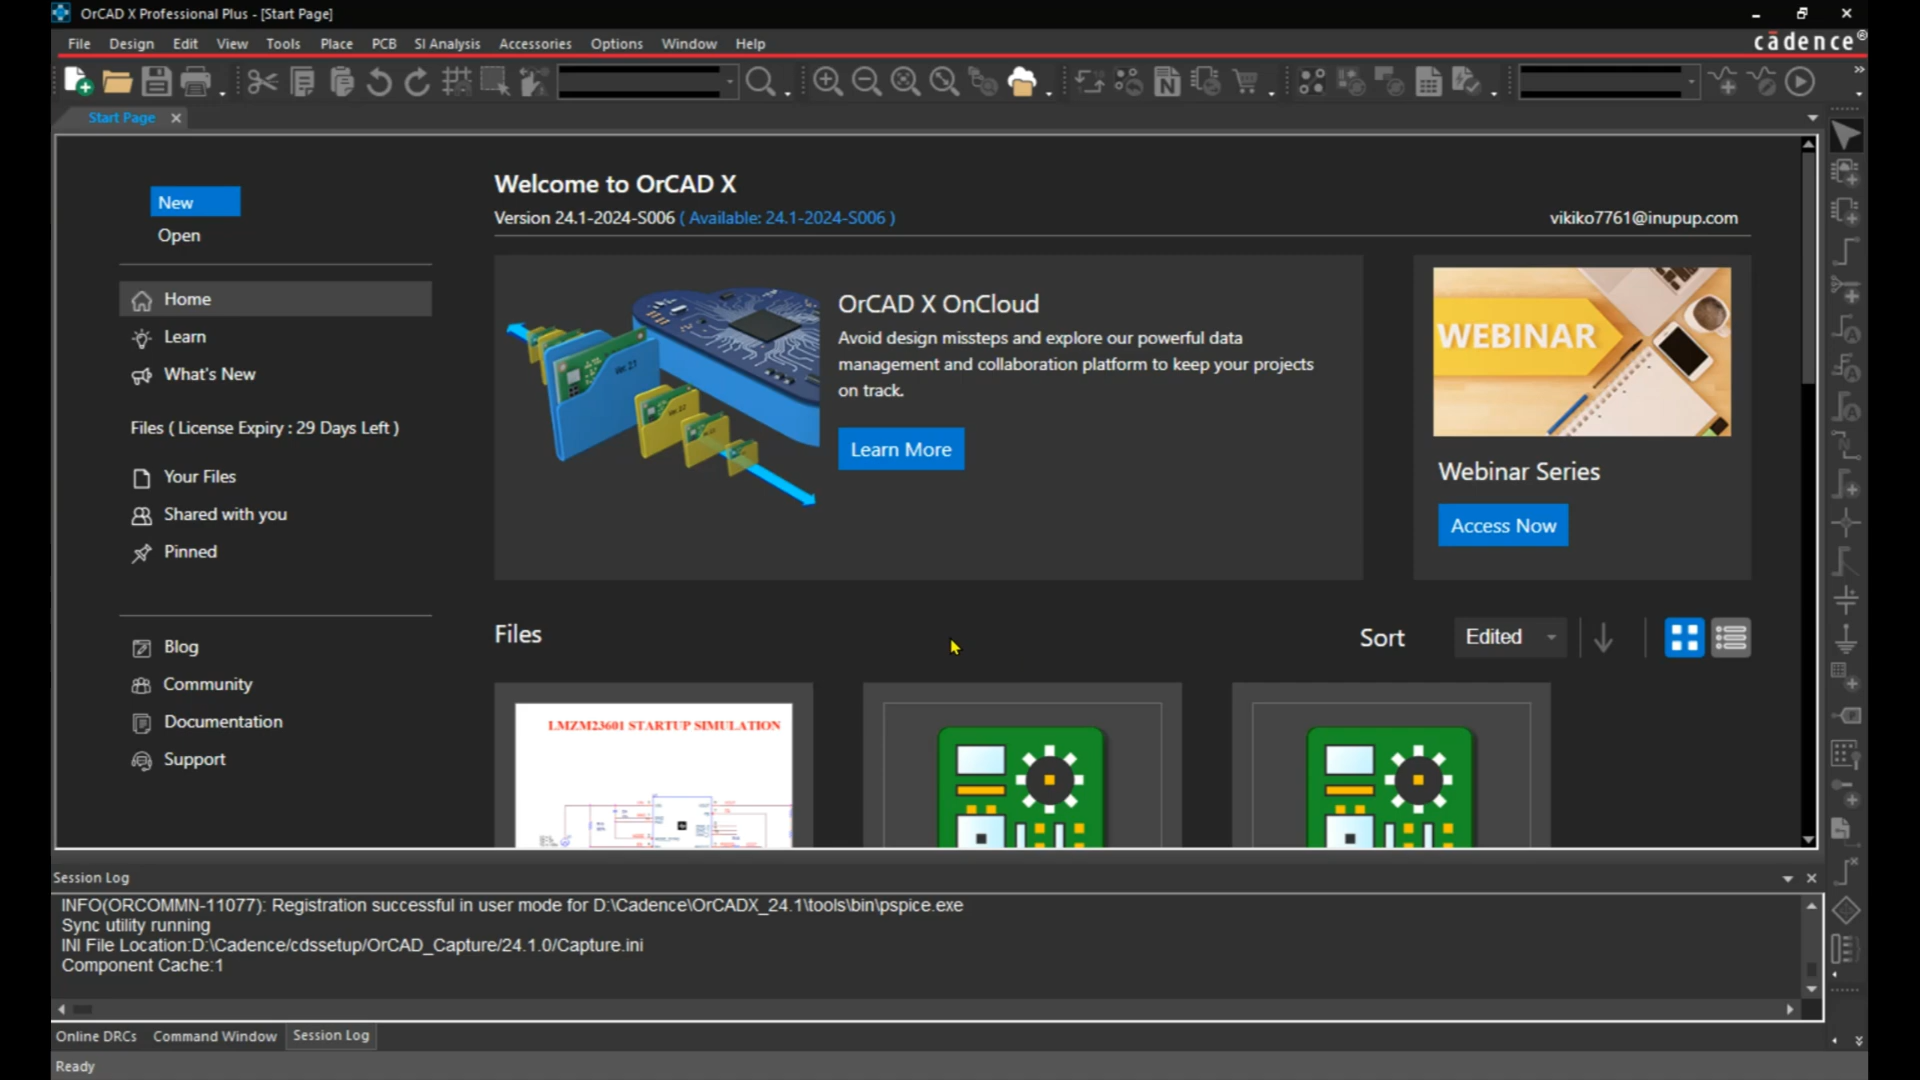 OrCAD X Professional Plus - [Start Page]
File Design Edit View Tools Place PCB SI Analysis Accessories Options Window Help
cādence®
Start Page
New
Open
Home
Learn
What's New
Files ( License Expiry : 29 Days Left )
Your Files
Shared with you
Pinned
Blog
Community
Documentation
Support
Welcome to OrCAD X
Version 24.1-2024-S006 ( Available: 24.1-2024-S006 )
vikiko7761@inupup.com
OrCAD X OnCloud
Avoid design missteps and explore our powerful data
management and collaboration platform to keep your projects
on track.
Learn More
WEBINAR
Webinar Series
Access Now
Files
Sort
Edited
LMZM23601 STARTUP SIMULATION
Session Log
INFO(ORCOMMN-11077): Registration successful in user mode for D:\Cadence\OrCADX_24.1\tools\bin\pspice.exe
Sync utility running
INI File Location:D:\Cadence/cdssetup/OrCAD_Capture/24.1.0/Capture.ini
Component Cache:1
Online DRCs Command Window Session Log
Ready